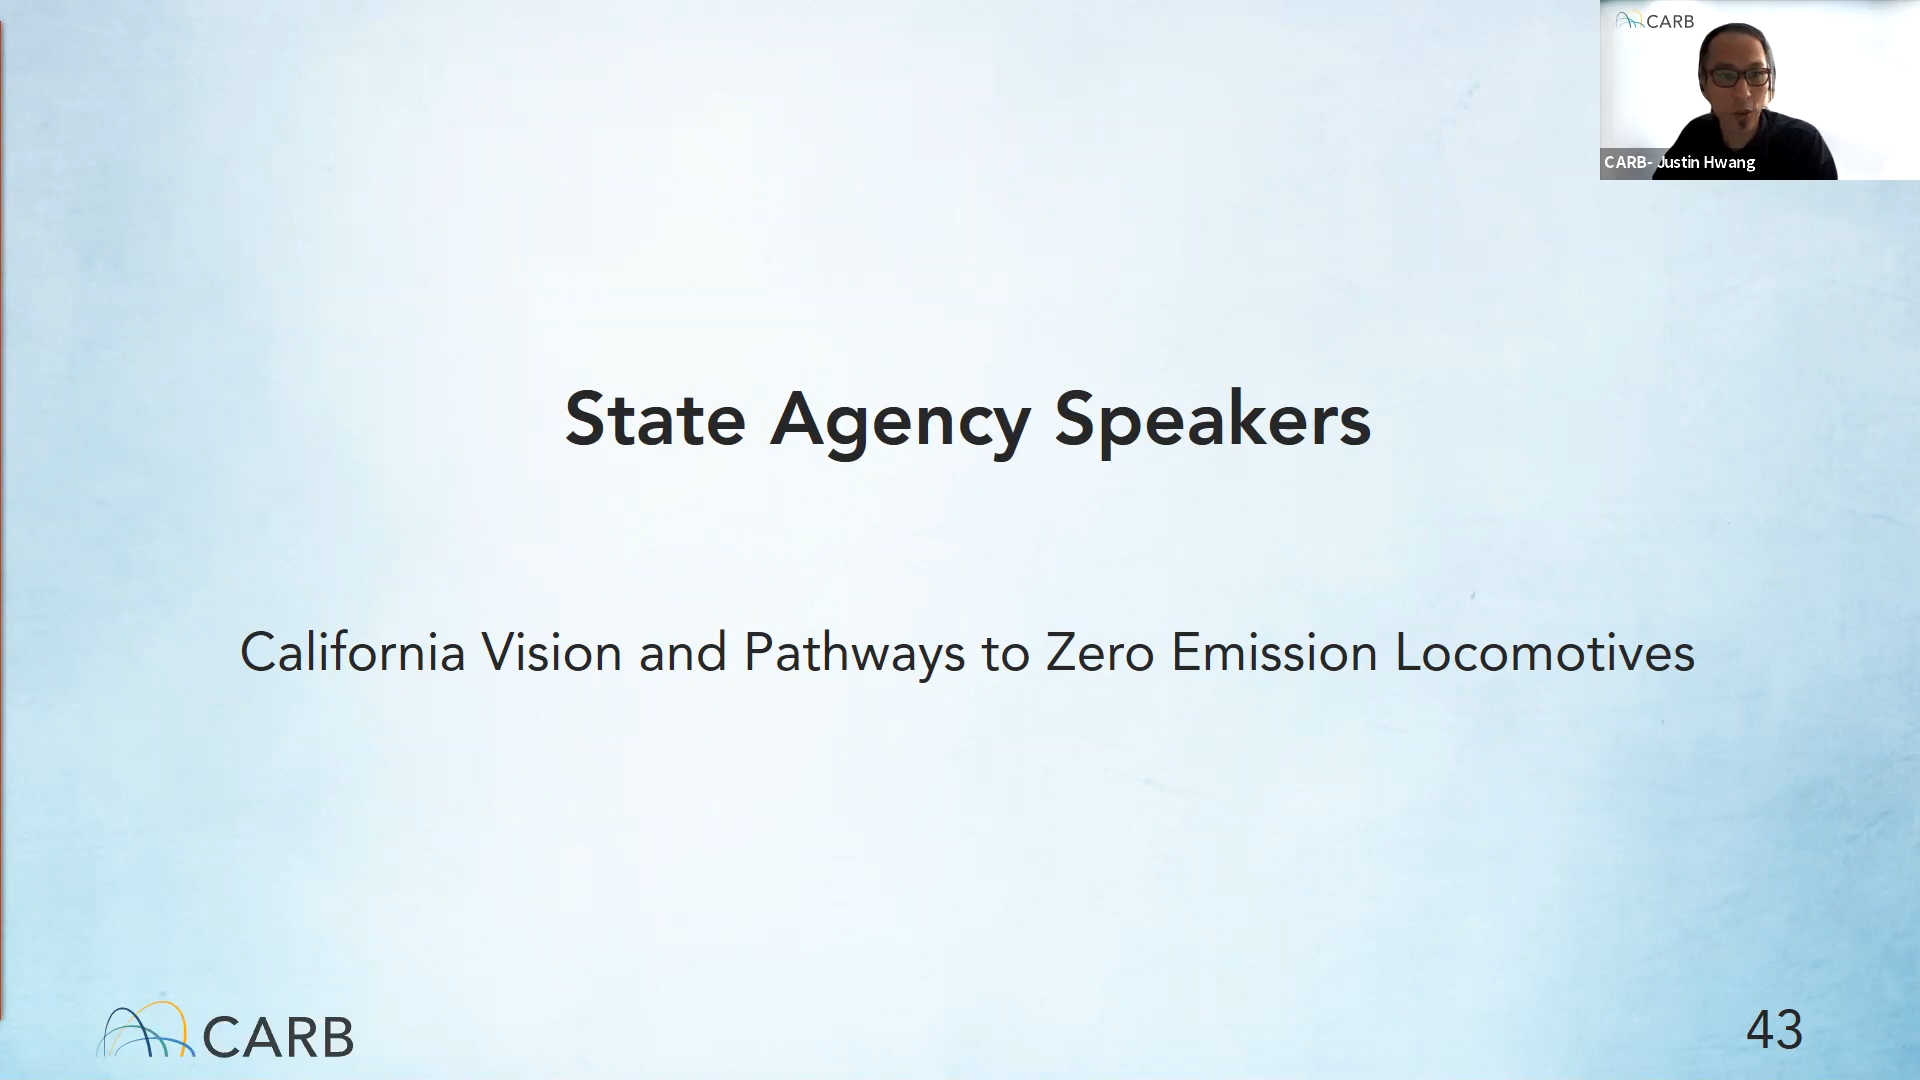 CARB
CARB- Justin Hwang
State Agency Speakers
California Vision and Pathways to Zero Emission Locomotives
CARB
43